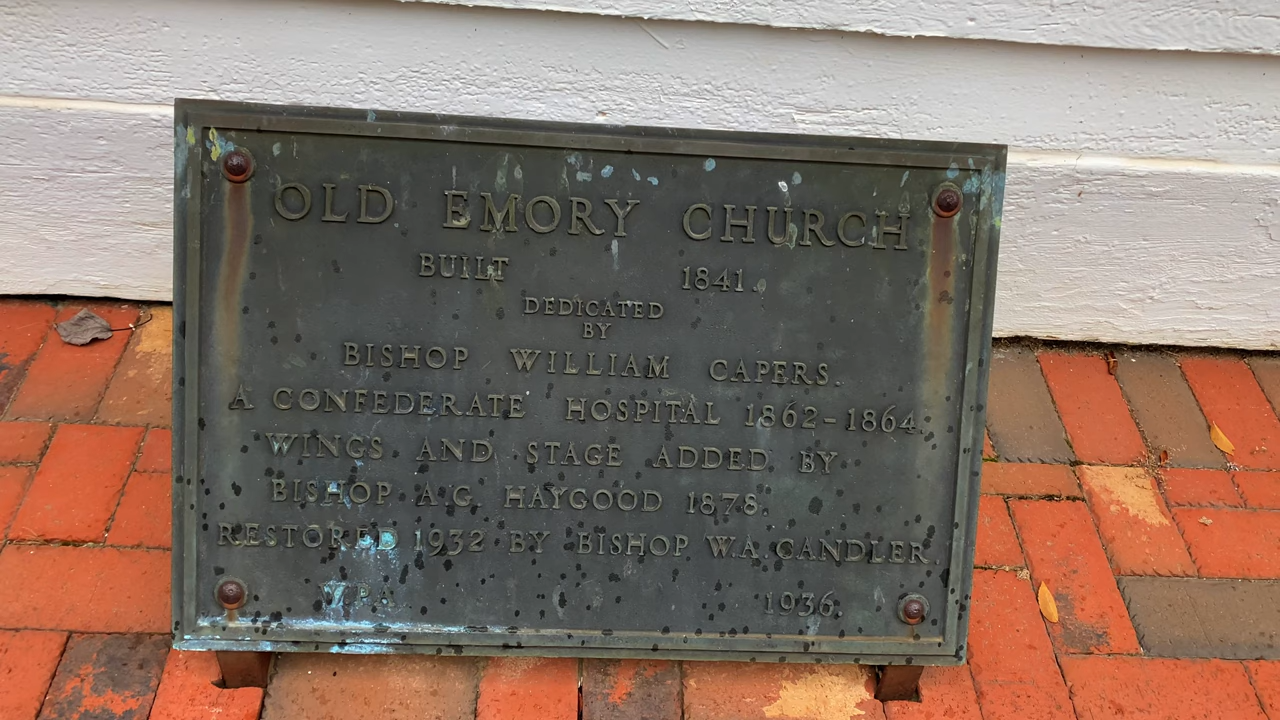 OLD EMORY CHURCH
BUILT 1841.
DEDICATED
BY
BISHOP WILLIAM CAPERS.
A CONFEDERATE HOSPITAL 1862-1864.
WINGS AND STAGE ADDED BY
BISHOP A.G. HAYGOOD 1878.
RESTORED 1932 BY BISHOP W.A. CANDLER.
W.P.A. 1936.